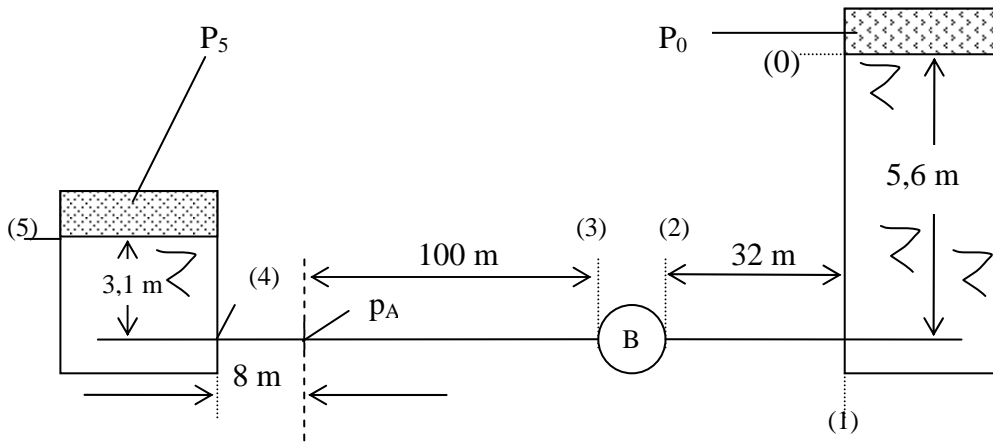 P5
P0
(0)
5,6 m
(5)
3,1 m
(4)
100 m
(3)
(2)
32 m
pA
B
8 m
(1)